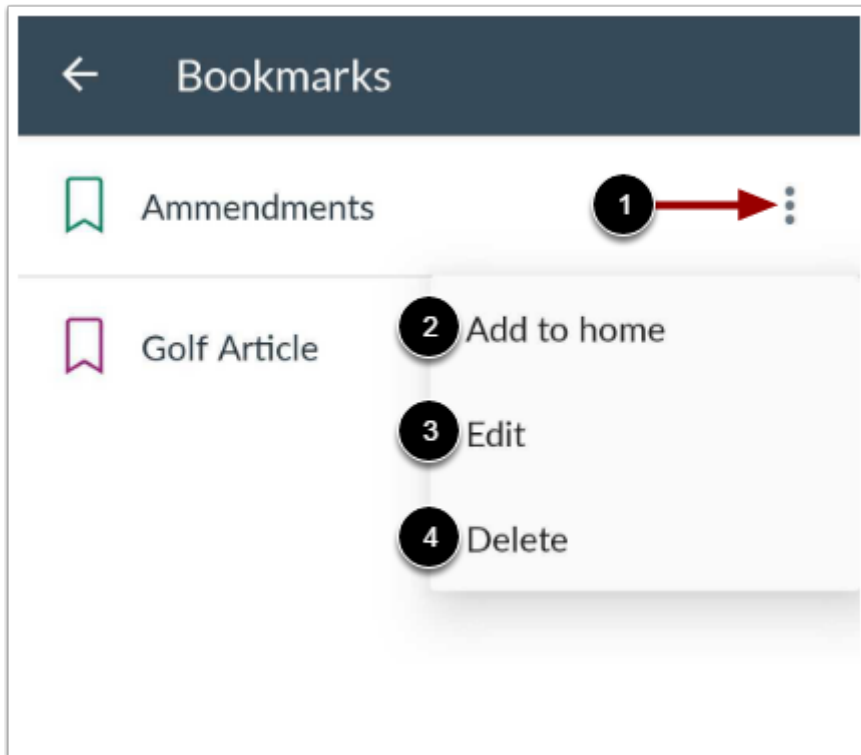 Bookmarks
Ammendments
1
2 Add to home
Golf Article
3 Edit
4 Delete